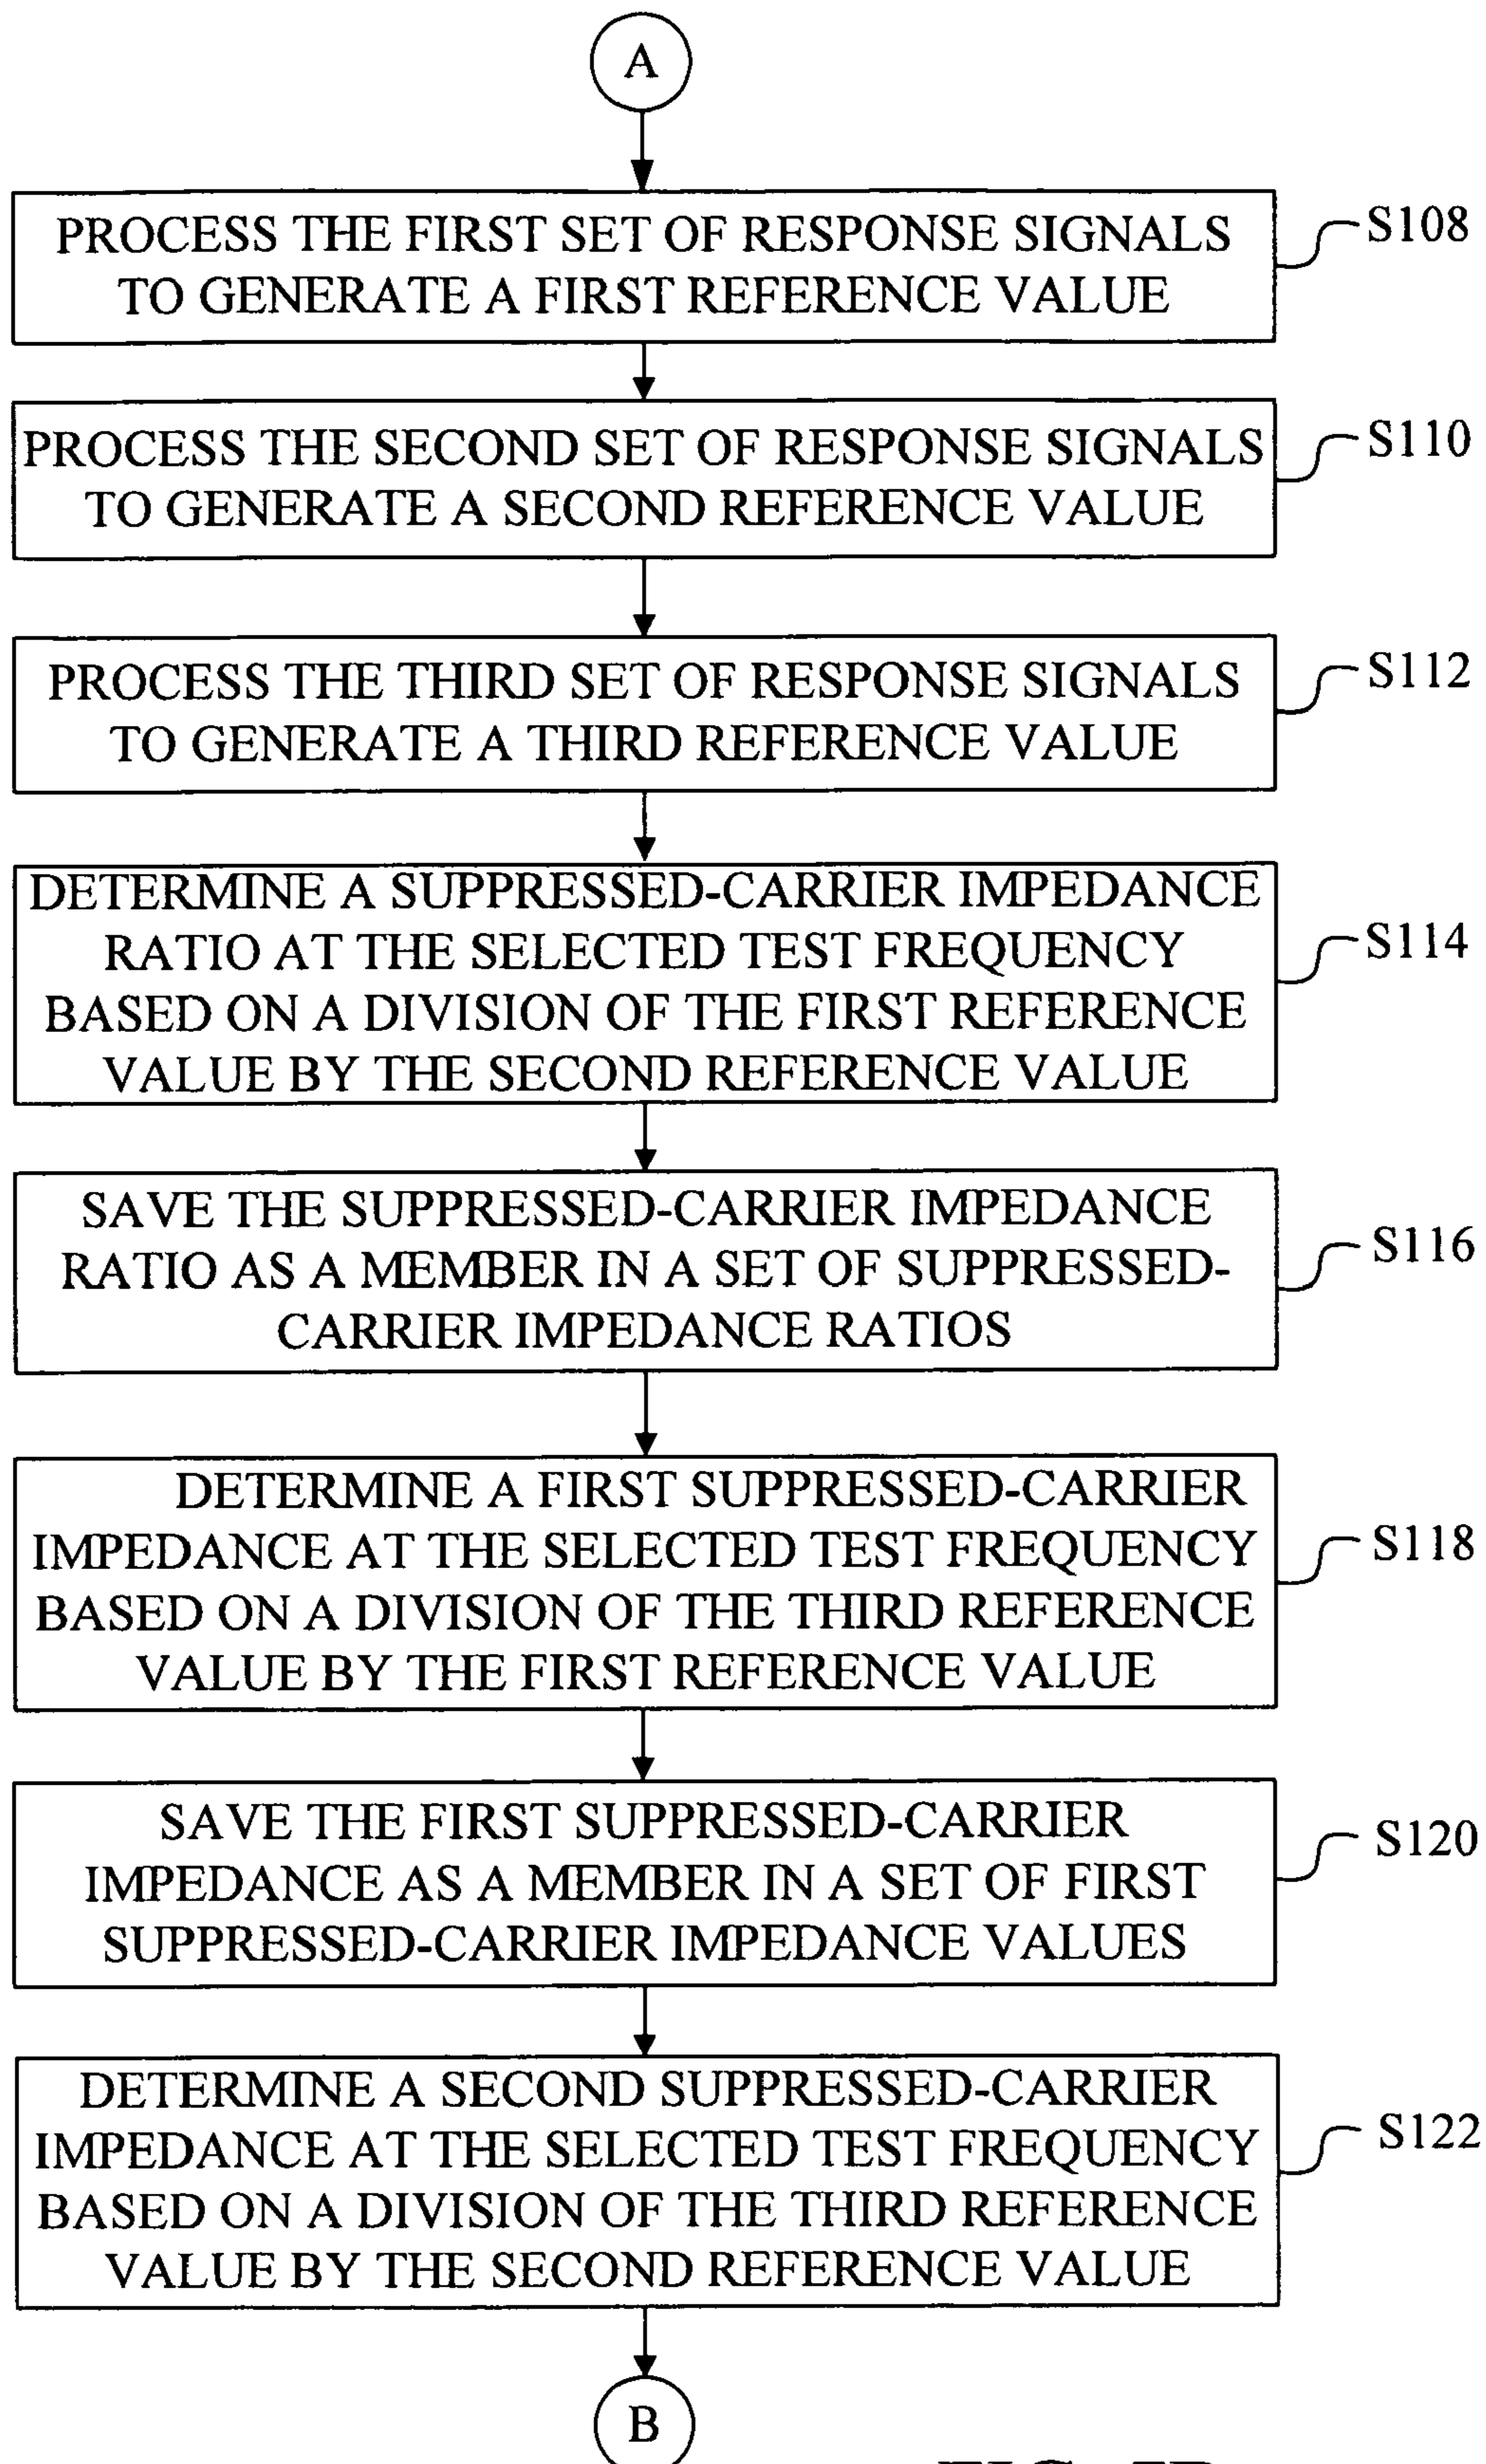 A
PROCESS THE FIRST SET OF RESPONSE SIGNALS
TO GENERATE A FIRST REFERENCE VALUE
S108
PROCESS THE SECOND SET OF RESPONSE SIGNALS
TO GENERATE A SECOND REFERENCE VALUE
S110
PROCESS THE THIRD SET OF RESPONSE SIGNALS
TO GENERATE A THIRD REFERENCE VALUE
S112
DETERMINE A SUPPRESSED-CARRIER IMPEDANCE
RATIO AT THE SELECTED TEST FREQUENCY
BASED ON A DIVISION OF THE FIRST REFERENCE
VALUE BY THE SECOND REFERENCE VALUE
S114
SAVE THE SUPPRESSED-CARRIER IMPEDANCE
RATIO AS A MEMBER IN A SET OF SUPPRESSED-
CARRIER IMPEDANCE RATIOS
S116
DETERMINE A FIRST SUPPRESSED-CARRIER
IMPEDANCE AT THE SELECTED TEST FREQUENCY
BASED ON A DIVISION OF THE THIRD REFERENCE
VALUE BY THE FIRST REFERENCE VALUE
S118
SAVE THE FIRST SUPPRESSED-CARRIER
IMPEDANCE AS A MEMBER IN A SET OF FIRST
SUPPRESSED-CARRIER IMPEDANCE VALUES
S120
DETERMINE A SECOND SUPPRESSED-CARRIER
IMPEDANCE AT THE SELECTED TEST FREQUENCY
BASED ON A DIVISION OF THE THIRD REFERENCE
VALUE BY THE SECOND REFERENCE VALUE
S122
B